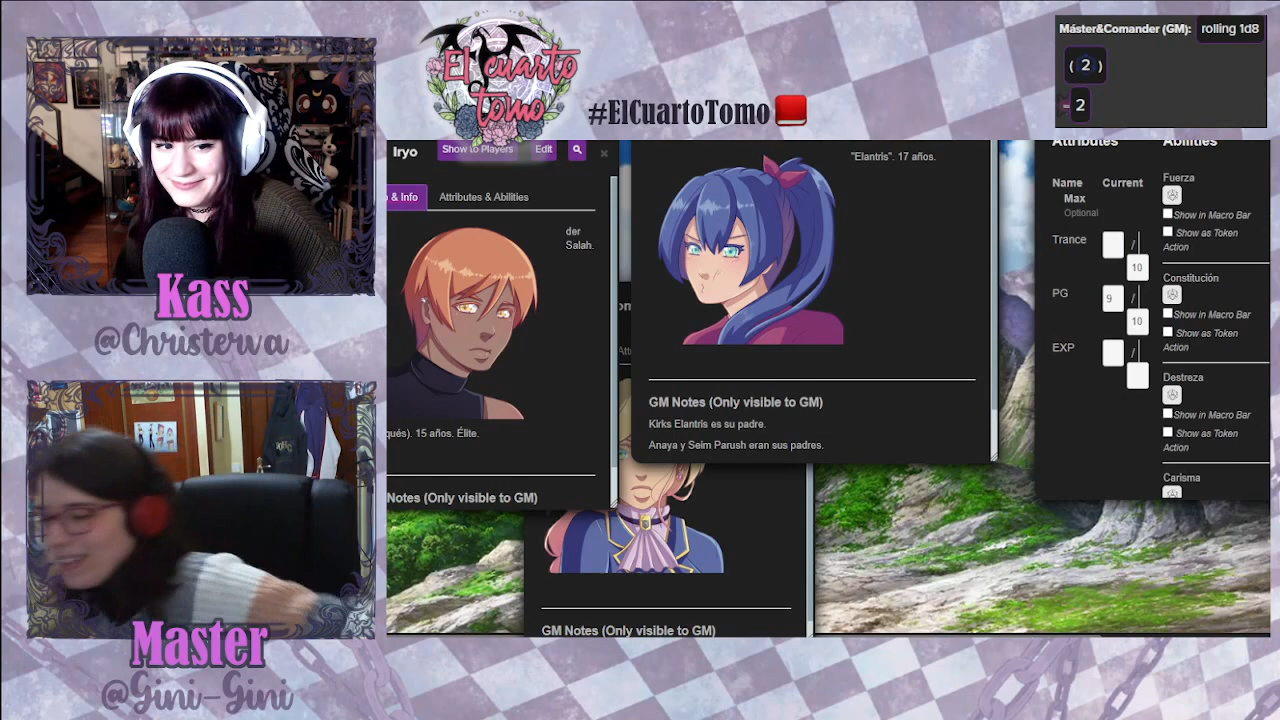 El cuarto
tomo
#ElCuartoTomo
Máster&Comander (GM): rolling 1d8
( 2 )
= 2
Kass
@Christerva
Master
@Gini-Gini
Iryo
Show to Players
Edit
& Info
Attributes & Abilities
der
Salah.
qués). 15 años. Élite.
Notes (Only visible to GM)
"Elantris". 17 años.
GM Notes (Only visible to GM)
Kirks Elantris es su padre.
Anaya y Seim Parush eran sus padres.
GM Notes (Only visible to GM)
Attributes
Abilities
Name
Current
Max
Optional
Trance
/
10
PG
9
/
10
EXP
/
Fuerza
Show in Macro Bar
Show as Token
Action
Constitución
Show in Macro Bar
Show as Token
Action
Destreza
Show in Macro Bar
Show as Token
Action
Carisma